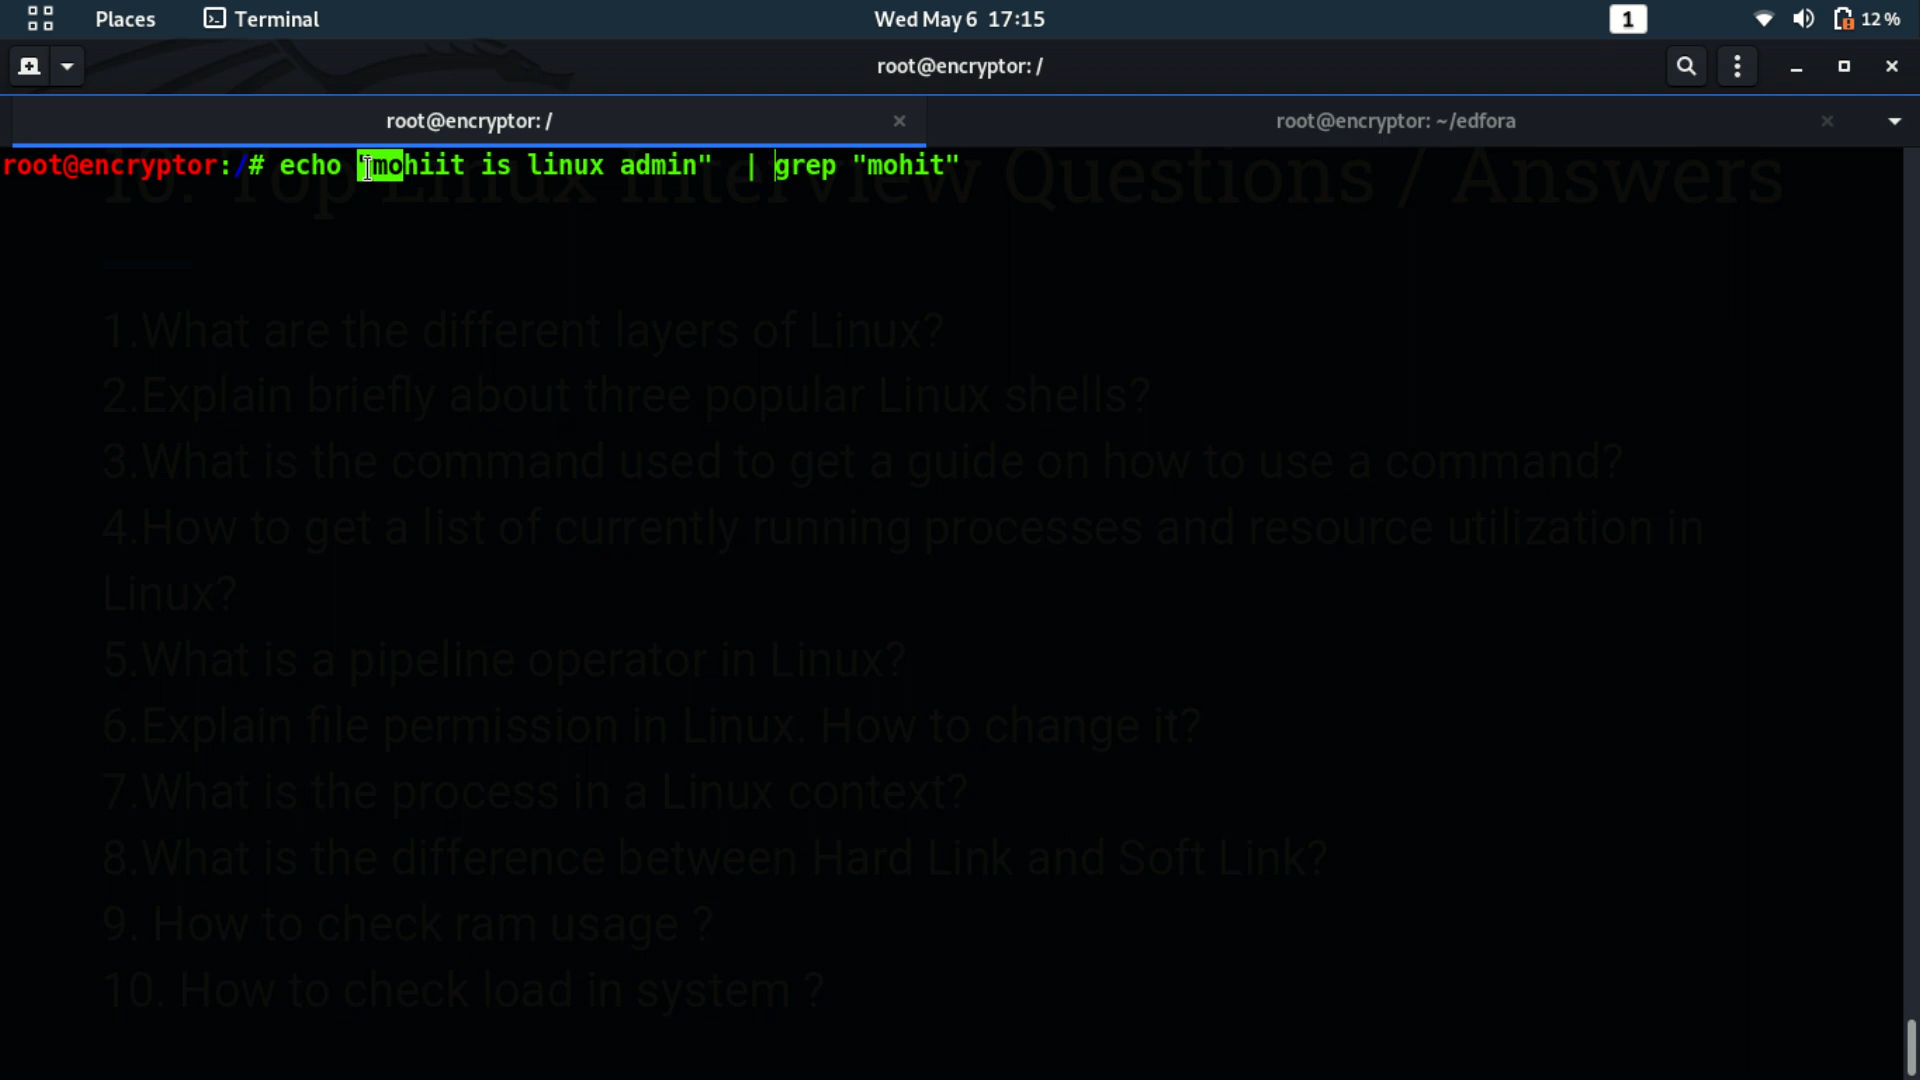 Places Terminal Wed May 6 17:15 1 12 %
root@encryptor: /
root@encryptor: / root@encryptor: ~/edfora
root@encryptor:/# echo "mohiit is linux admin" | grep "mohit"
10. Top Linux Interview Questions / Answers
1.What are the different layers of Linux?
2.Explain briefly about three popular Linux shells?
3.What is the command used to get a guide on how to use a command?
4.How to get a list of currently running processes and resource utilization in
Linux?
5.What is a pipeline operator in Linux?
6.Explain file permission in Linux. How to change it?
7.What is the process in a Linux context?
8.What is the difference between Hard Link and Soft Link?
9. How to check ram usage ?
10. How to check load in system ?